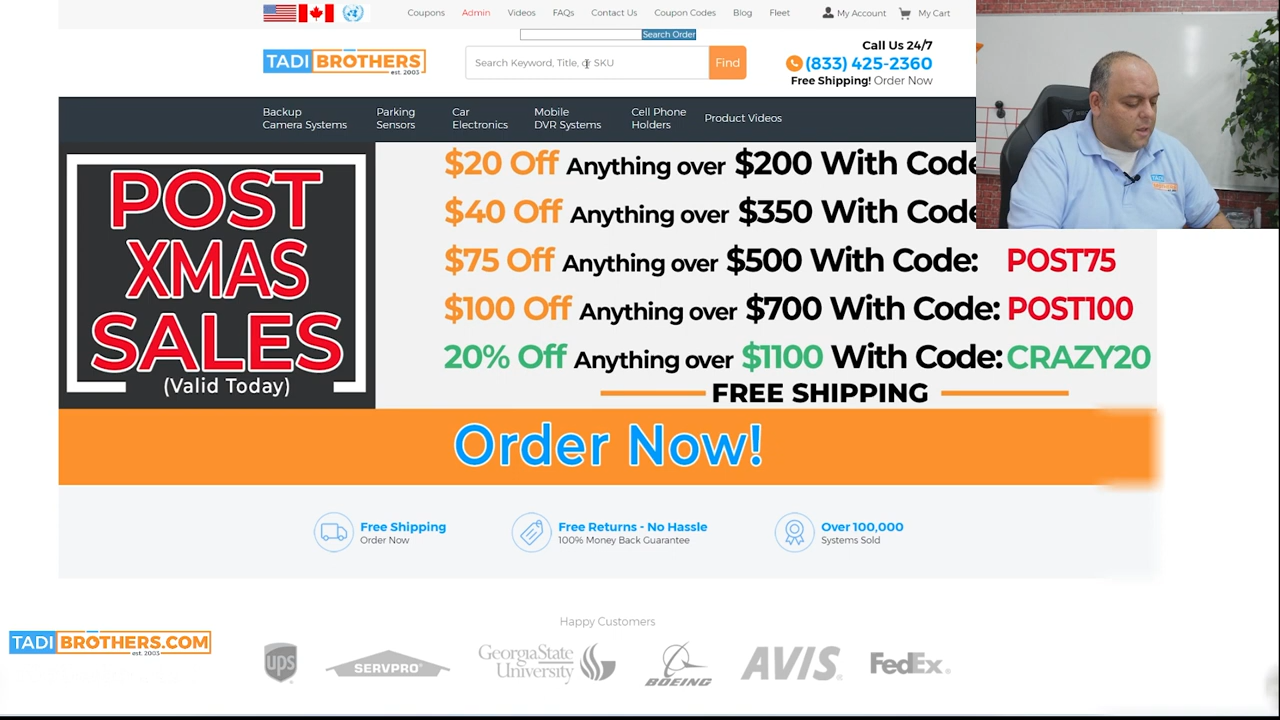 Coupons Admin Videos FAQs Contact Us Coupon Codes Blog Fleet My Account My Cart
Search Order
TADI BROTHERS
est. 2003
Search Keyword, Title, or SKU
Find
Call Us 24/7
(833) 425-2360
Free Shipping! Order Now
Backup
Camera Systems
Parking
Sensors
Car
Electronics
Mobile
DVR Systems
Cell Phone
Holders
Product Videos
POST
XMAS
SALES
(Valid Today)
$20 Off Anything over $200 With Code
$40 Off Anything over $350 With Code
$75 Off Anything over $500 With Code: POST75
$100 Off Anything over $700 With Code: POST100
20% Off Anything over $1100 With Code: CRAZY20
FREE SHIPPING
Order Now!
Free Shipping
Order Now
Free Returns - No Hassle
100% Money Back Guarantee
Over 100,000
Systems Sold
Happy Customers
TADI BROTHERS.COM
est. 2003
ups
SERVPRO
GeorgiaState
University
BOEING
AVIS
FedEx